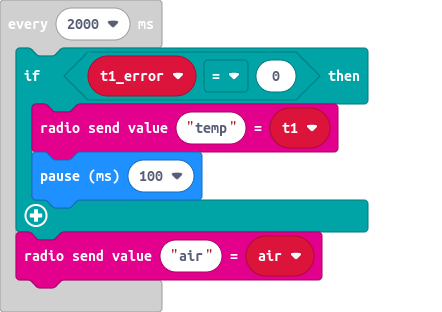 every 2000 ms
if t1_error = 0 then
radio send value "temp" = t1
pause (ms) 100
radio send value "air" = air